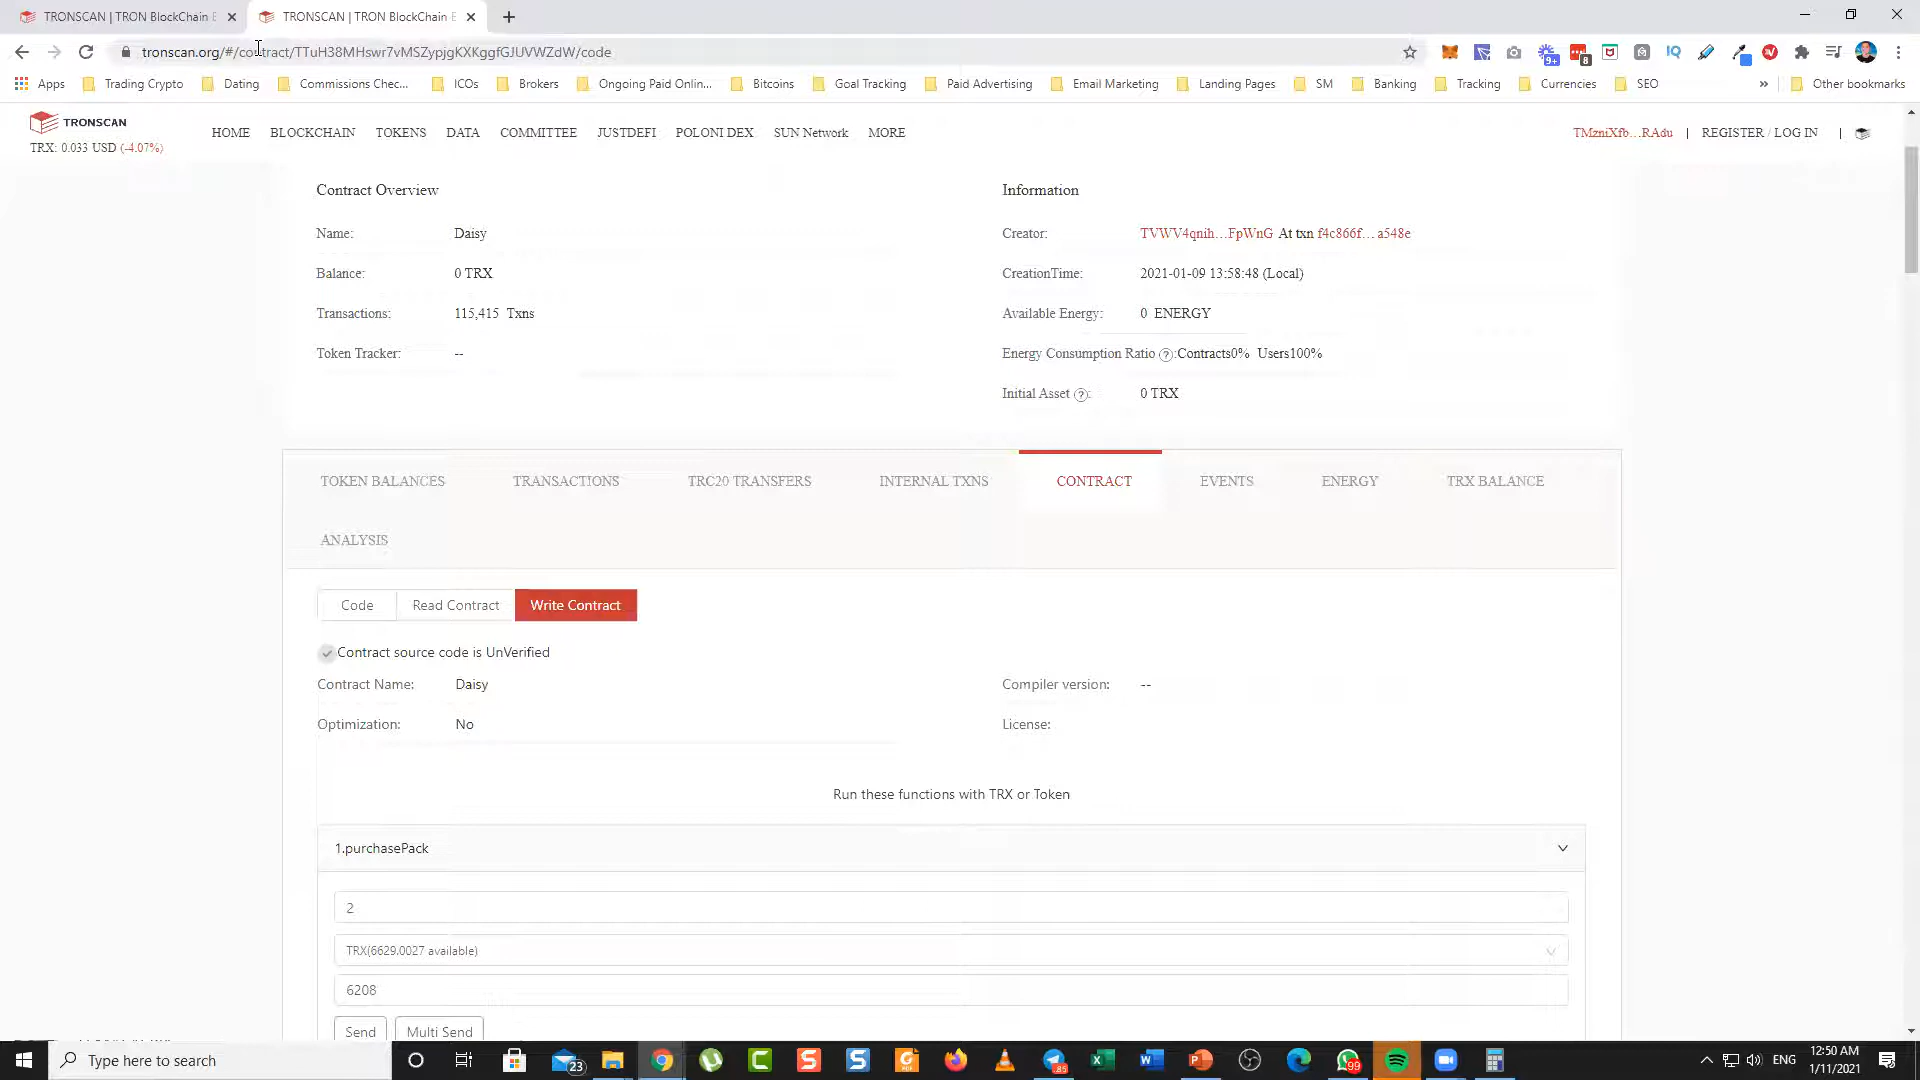 TRONSCAN | TRON BlockChain E
TRONSCAN | TRON BlockChain E
tronscan.org/#/contract/TTuH38MHswr7vMSZypjgKXKggfGJUVWZdW/code
9+
8
Apps
Trading Crypto
Dating
Commissions Chec...
ICOs
Brokers
Ongoing Paid Onlin...
Bitcoins
Goal Tracking
Paid Advertising
Email Marketing
Landing Pages
SM
Banking
Tracking
Currencies
SEO
»
Other bookmarks
TRONSCAN
TRX: 0.033 USD (-4.07%)
HOME
BLOCKCHAIN
TOKENS
DATA
COMMITTEE
JUSTDEFI
POLONI DEX
SUN Network
MORE
TMzniXfb...RAdu | REGISTER / LOG IN |
Contract Overview
Name: Daisy
Balance: 0 TRX
Transactions: 115,415 Txns
Token Tracker: --
Information
Creator: TVWV4qnih...FpWnG At txn f4c866f...a548e
CreationTime: 2021-01-09 13:58:48 (Local)
Available Energy: 0 ENERGY
Energy Consumption Ratio ?:Contracts0% Users100%
Initial Asset ?: 0 TRX
TOKEN BALANCES
TRANSACTIONS
TRC20 TRANSFERS
INTERNAL TXNS
CONTRACT
EVENTS
ENERGY
TRX BALANCE
ANALYSIS
Code
Read Contract
Write Contract
Contract source code is UnVerified
Contract Name: Daisy
Compiler version: --
Optimization: No
License:
Run these functions with TRX or Token
1.purchasePack
2
TRX(6629.0027 available)
6208
Send
Multi Send
Type here to search
23
85
99
ENG
12:50 AM
1/11/2021